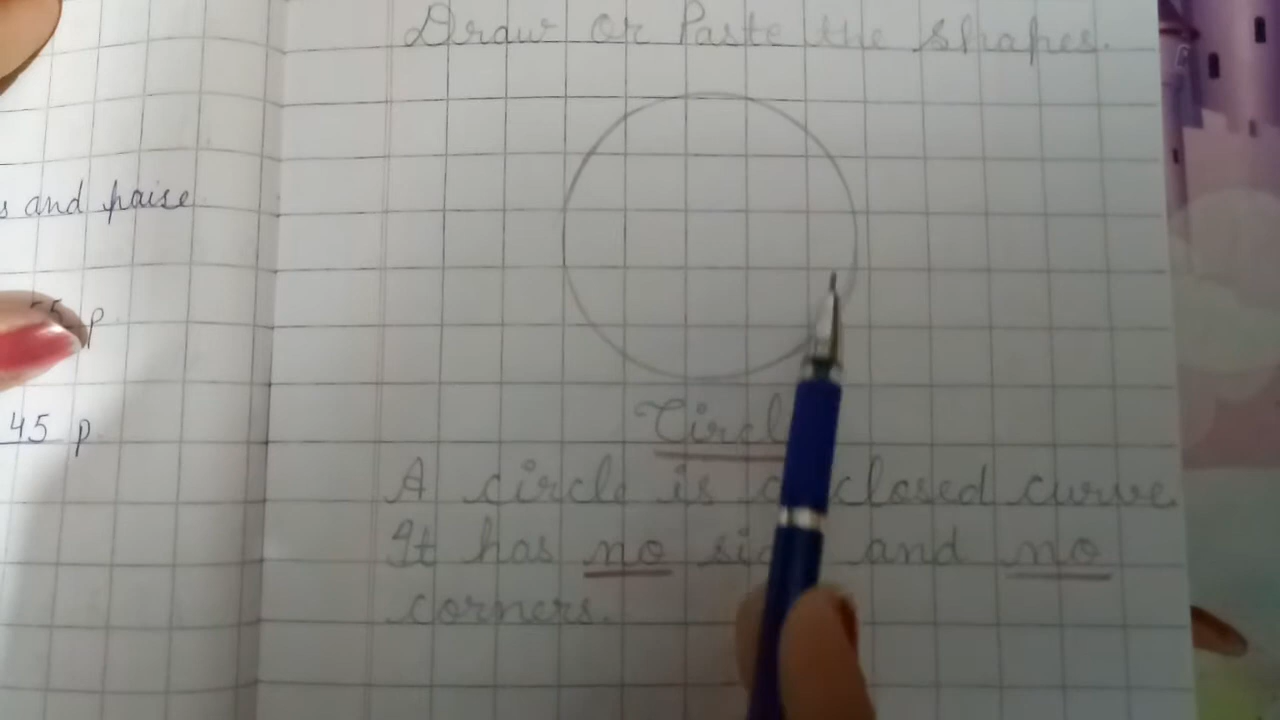 Draw or Paste the shapes.
s and paise
p
45 p
Circl
A circle is a closed curve
It has no sid and no
corners.